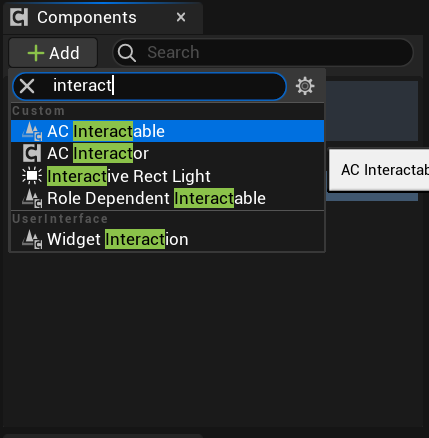 Components
Add
Search
interact
Custom
AC Interactable
AC Interactor
Interactive Rect Light
Role Dependent Interactable
UserInterface
Widget Interaction
AC Interactab